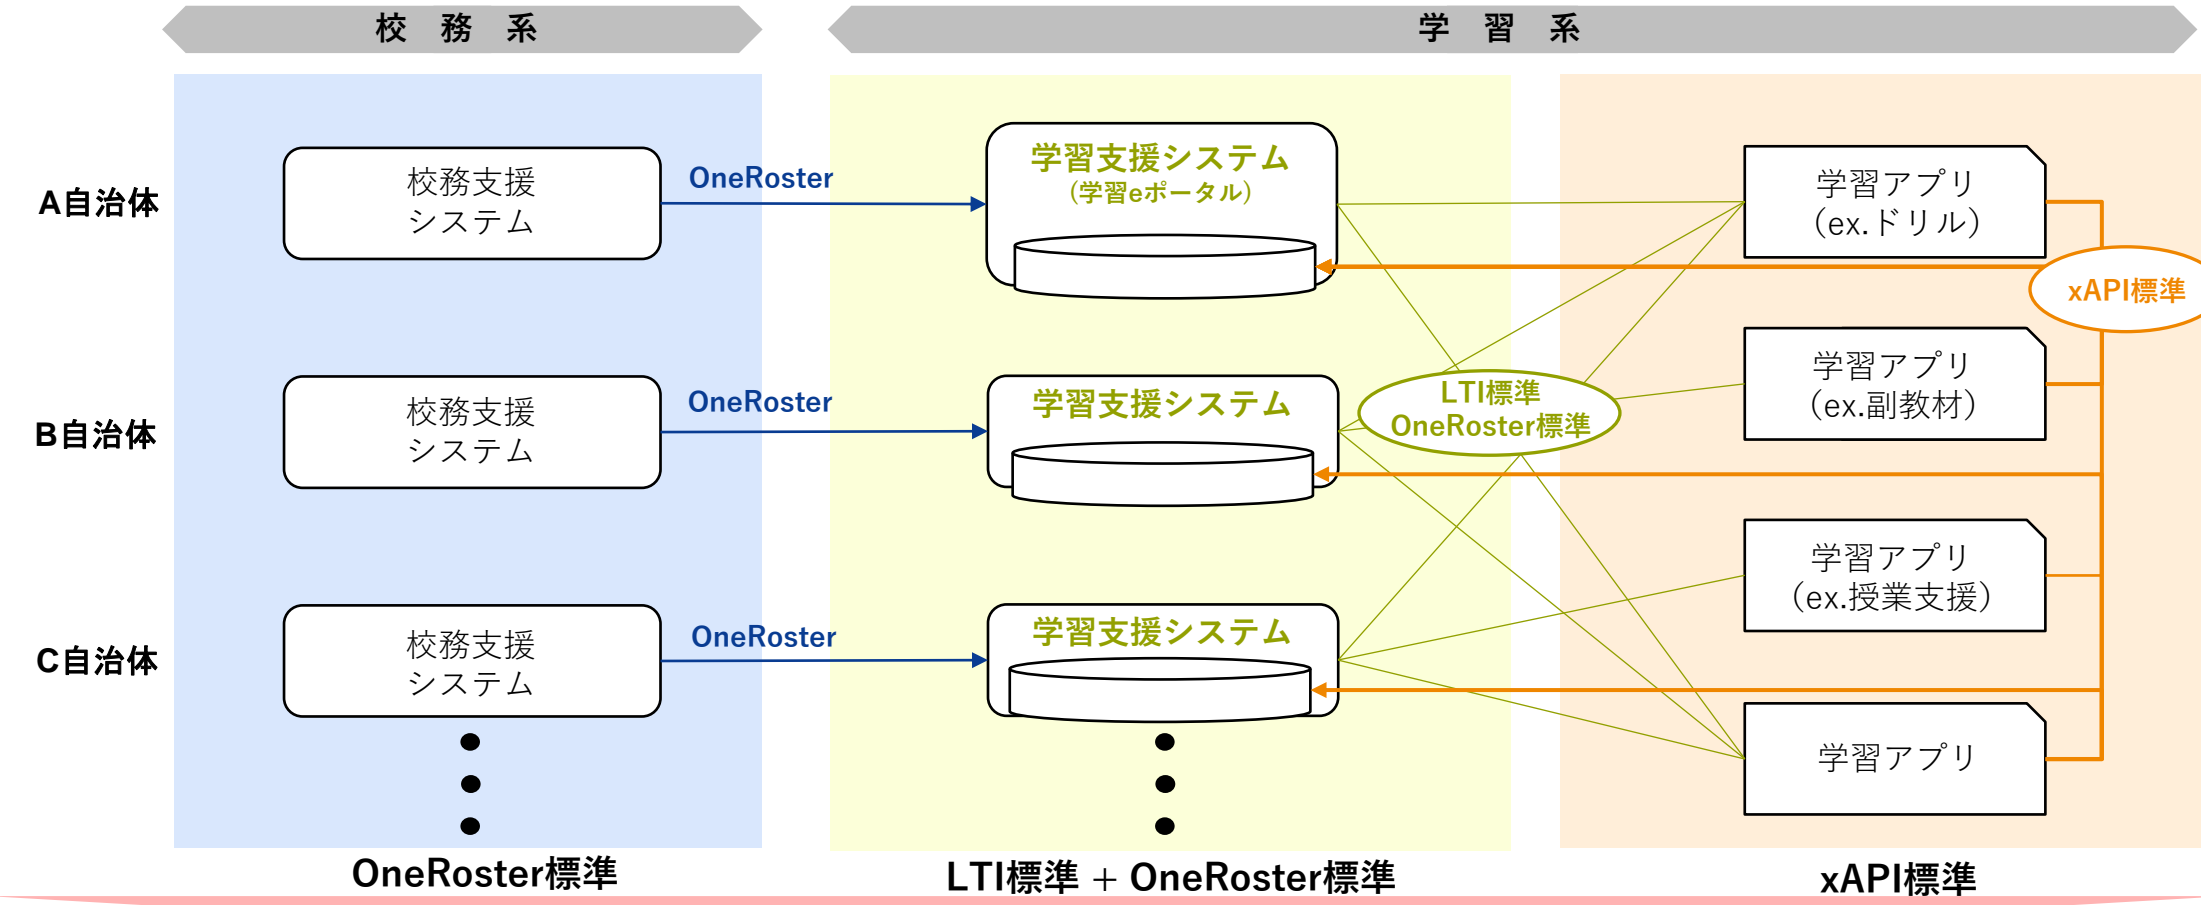 校 務 系
学 習 系
A自治体
校務支援
システム
OneRoster
学習支援システム
(学習eポータル)
学習アプリ
(ex.ドリル)
xAPI標準
B自治体
校務支援
システム
OneRoster
学習支援システム
LTI標準
OneRoster標準
学習アプリ
(ex.副教材)
C自治体
校務支援
システム
OneRoster
学習支援システム
学習アプリ
(ex.授業支援)
学習アプリ
OneRoster標準
LTI標準 + OneRoster標準
xAPI標準